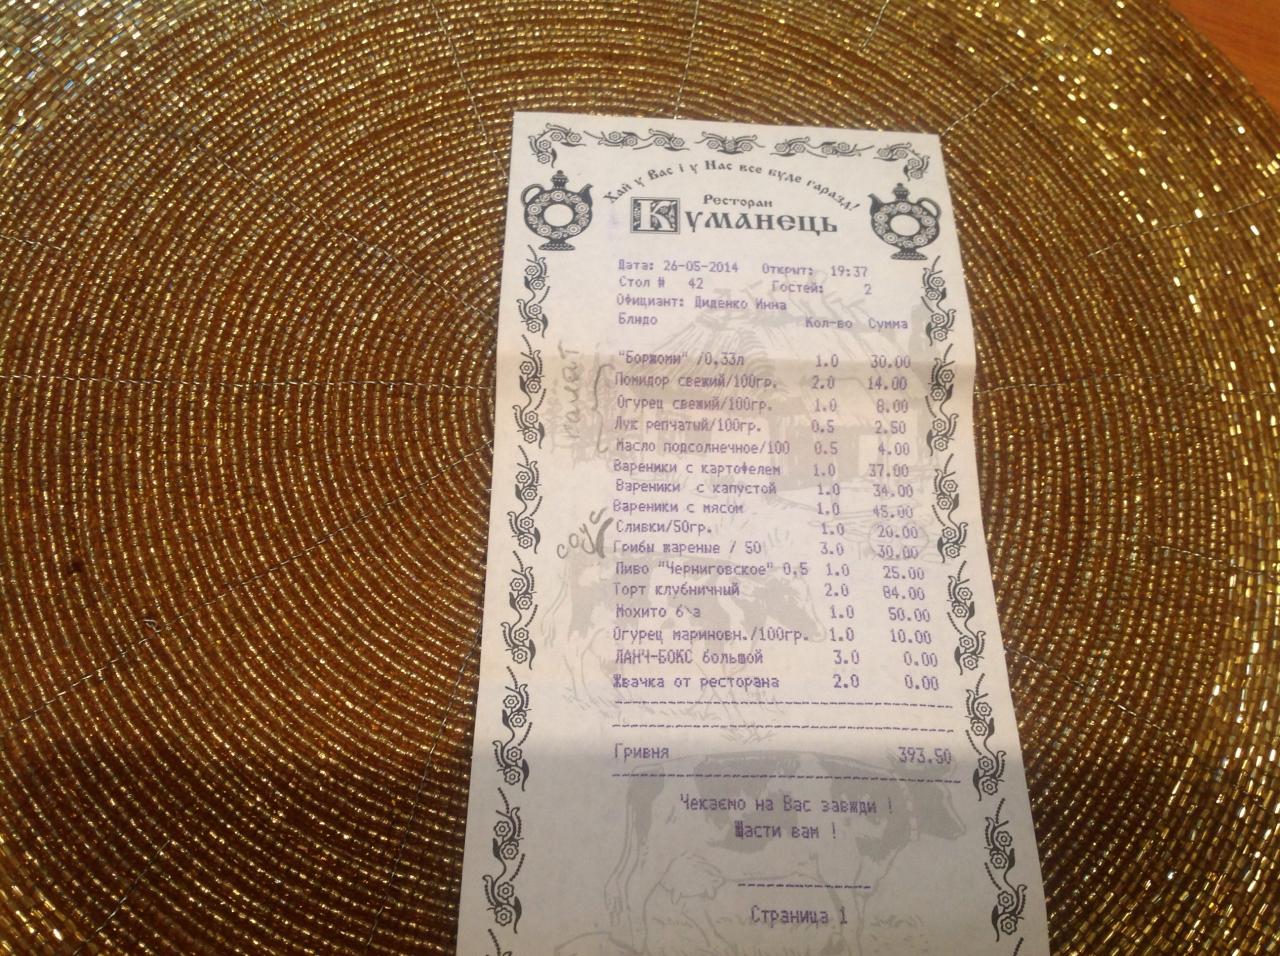 Хай у Вас і у Нас все буде гаразд!
Ресторан
Куманець
Дата: 26-05-2014 Открыт: 19:37
Стол # 42 Гостей: 2
Официант: Диденко Инна
Блюдо Кол-во Сумма
"Боржоми" /0,33л 1.0 30.00
Помидор свежий/100гр. 2.0 14.00
Огурец свежий/100гр. 1.0 8.00
Лук репчатый/100гр. 0.5 2.50
Масло подсолнечное/100 0.5 4.00
салат
Вареники с картофелем 1.0 37.00
Вареники с капустой 1.0 34.00
Вареники с мясом 1.0 45.00
Сливки/50гр. 1.0 20.00
Грибы жареные / 50 3.0 30.00
соус
Пиво "Черниговское" 0,5 1.0 25.00
Торт клубничный 2.0 84.00
Мохито б\а 1.0 50.00
Огурец мариновн./100гр. 1.0 10.00
ЛАНЧ-БОКС большой 3.0 0.00
Жвачка от ресторана 2.0 0.00
Гривня 393.50
Чекаємо на Вас завжди !
Щасти вам !
Страница 1